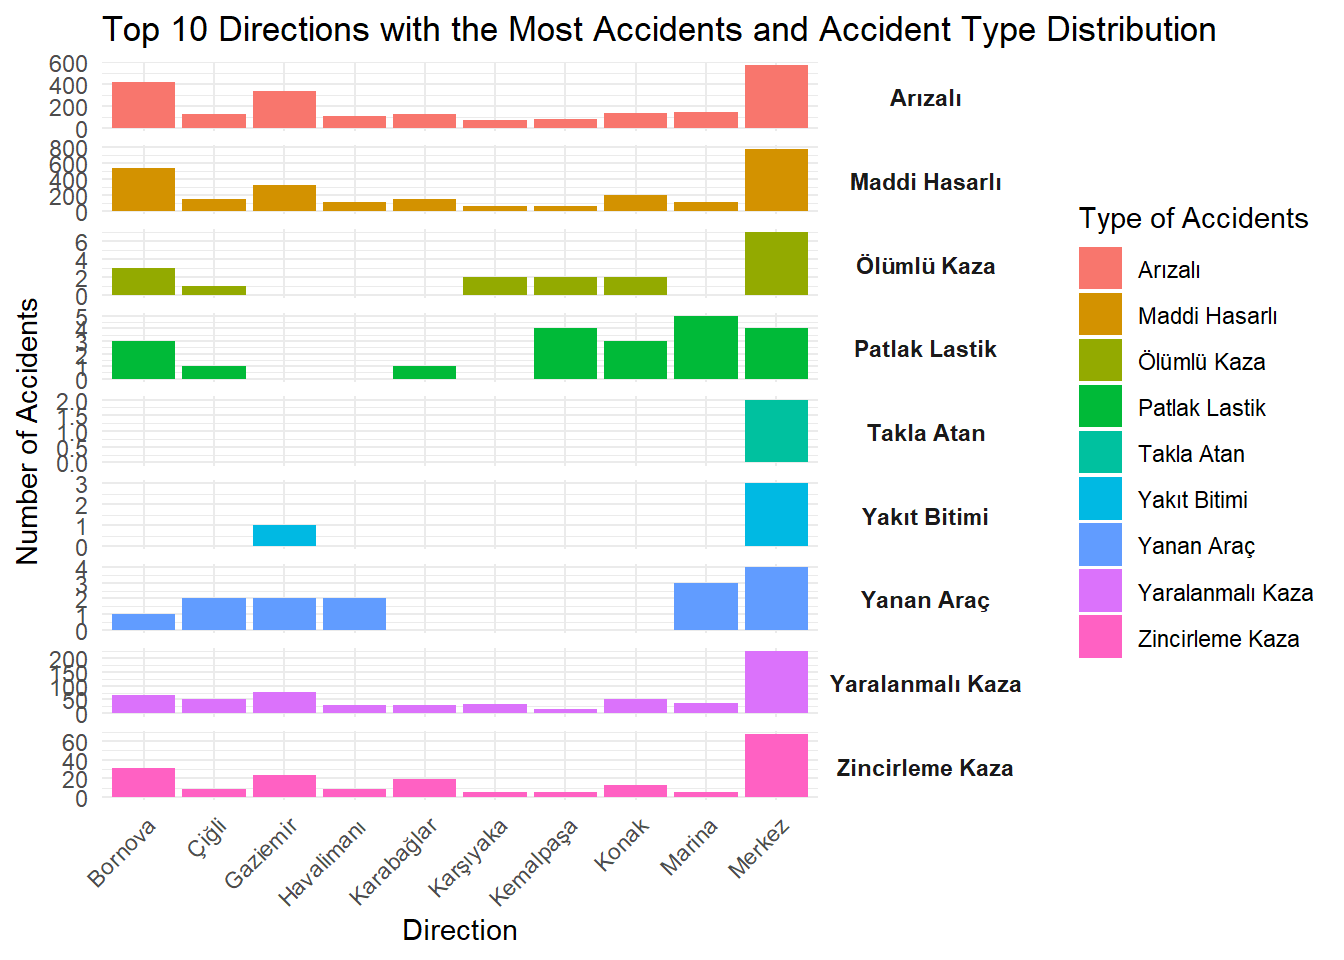 Top 10 Directions with the Most Accidents and Accident Type Distribution
Number of Accidents
600
400
200
0
Arızalı
800
600
400
200
0
Maddi Hasarlı
6
4
2
0
Ölümlü Kaza
5
4
3
2
1
0
Patlak Lastik
2.0
1.5
1.0
0.5
0.0
Takla Atan
3
2
1
0
Yakıt Bitimi
4
3
2
1
0
Yanan Araç
200
150
100
50
0
Yaralanmalı Kaza
60
40
20
0
Zincirleme Kaza
Bornova
Çiğli
Gaziemir
Havalimanı
Karabağlar
Karşıyaka
Kemalpaşa
Konak
Marina
Merkez
Direction
Type of Accidents
Arızalı
Maddi Hasarlı
Ölümlü Kaza
Patlak Lastik
Takla Atan
Yakıt Bitimi
Yanan Araç
Yaralanmalı Kaza
Zincirleme Kaza